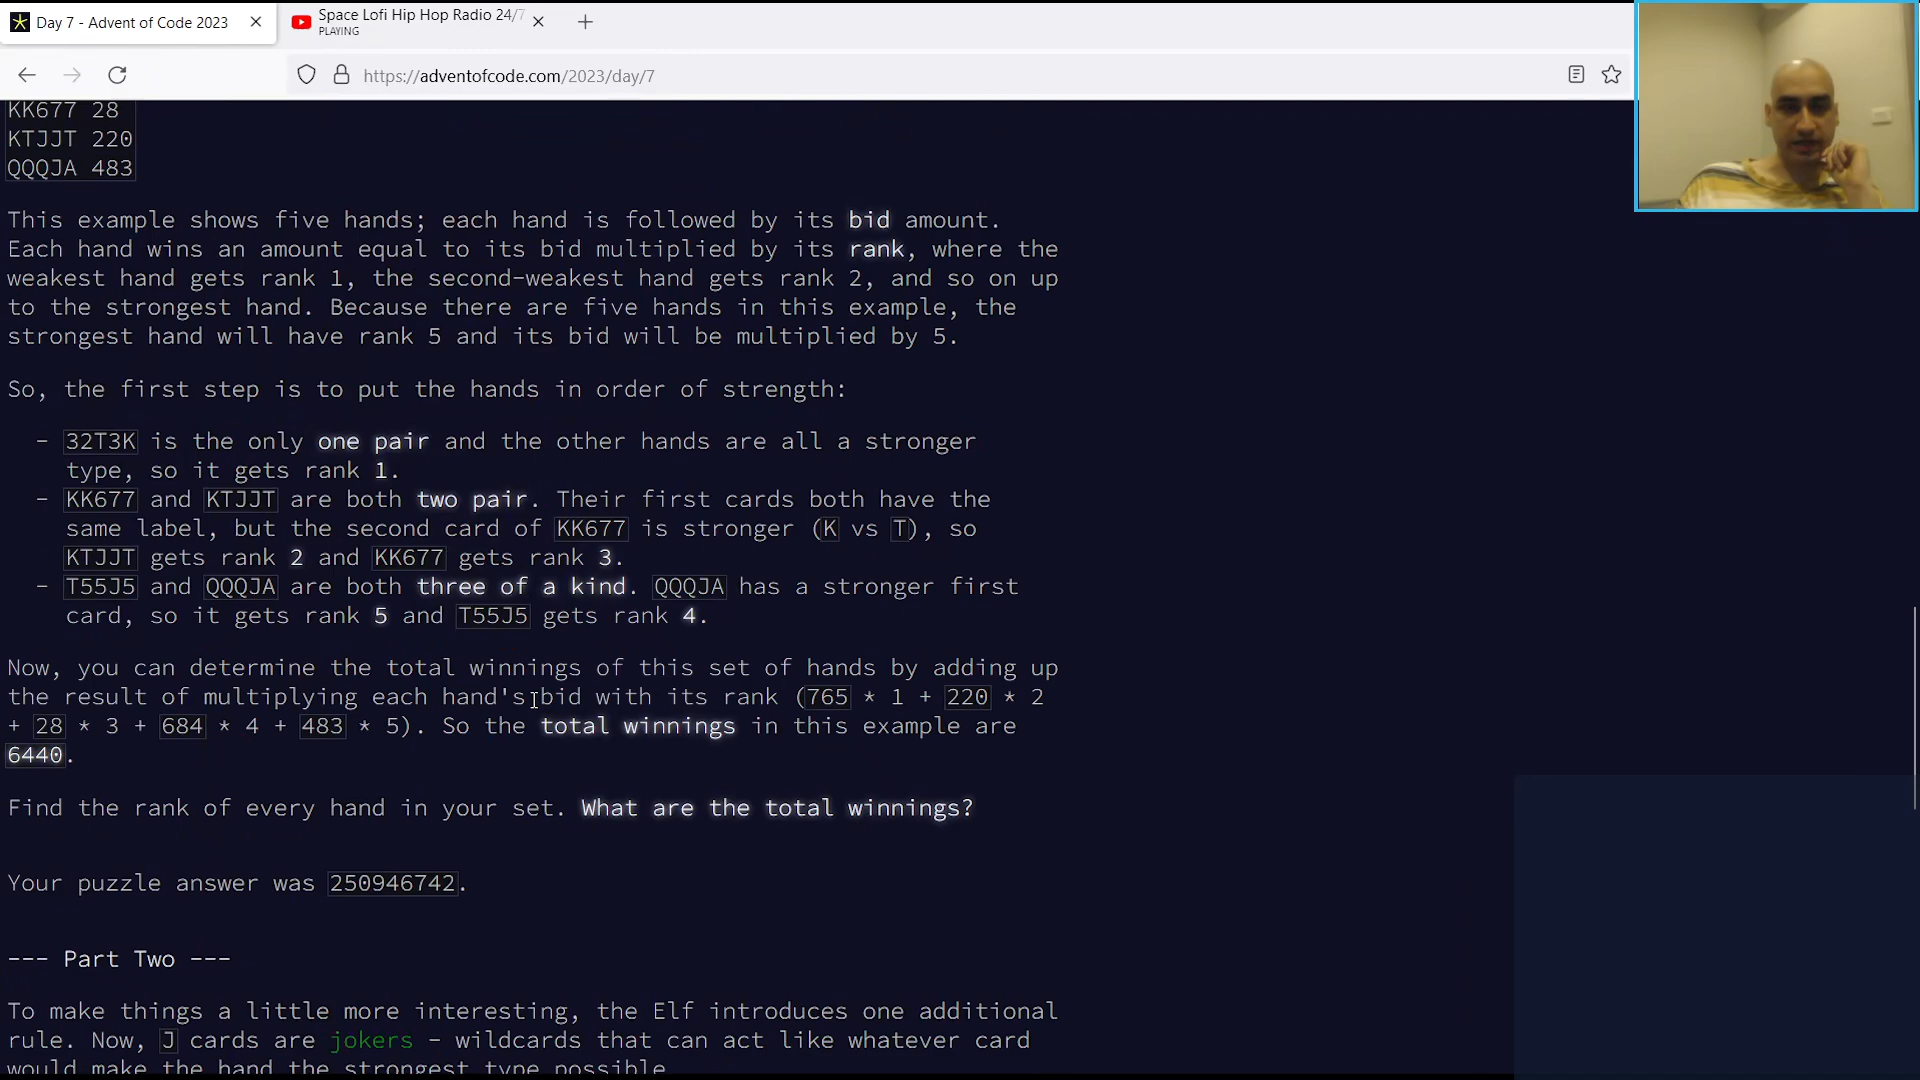 Day 7 - Advent of Code 2023
Space Lofi Hip Hop Radio 24/7
PLAYING
https://adventofcode.com/2023/day/7
KK677 28
KTJJT 220
QQQJA 483
This example shows five hands; each hand is followed by its bid amount.
Each hand wins an amount equal to its bid multiplied by its rank, where the
weakest hand gets rank 1, the second-weakest hand gets rank 2, and so on up
to the strongest hand. Because there are five hands in this example, the
strongest hand will have rank 5 and its bid will be multiplied by 5.
So, the first step is to put the hands in order of strength:
- 32T3K is the only one pair and the other hands are all a stronger
type, so it gets rank 1.
- KK677 and KTJJT are both two pair. Their first cards both have the
same label, but the second card of KK677 is stronger (K vs T), so
KTJJT gets rank 2 and KK677 gets rank 3.
- T55J5 and QQQJA are both three of a kind. QQQJA has a stronger first
card, so it gets rank 5 and T55J5 gets rank 4.
Now, you can determine the total winnings of this set of hands by adding up
the result of multiplying each hand's bid with its rank (765 * 1 + 220 * 2
+ 28 * 3 + 684 * 4 + 483 * 5). So the total winnings in this example are
6440.
Find the rank of every hand in your set. What are the total winnings?
Your puzzle answer was 250946742.
--- Part Two ---
To make things a little more interesting, the Elf introduces one additional
rule. Now, J cards are jokers - wildcards that can act like whatever card
would make the hand the strongest type possible